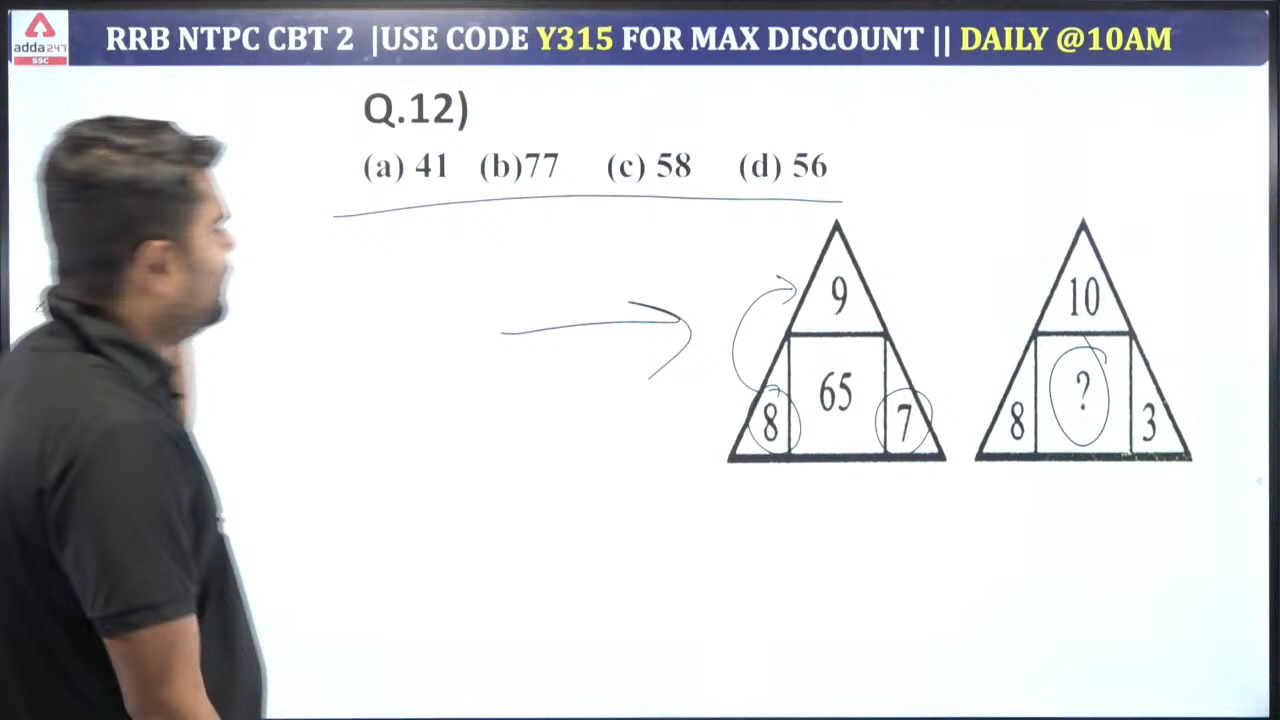 adda247
SSC
RRB NTPC CBT 2 |USE CODE Y315 FOR MAX DISCOUNT || DAILY @10AM
Q.12)
(a) 41 (b)77 (c) 58 (d) 56
9
8 65 7
10
8 ? 3